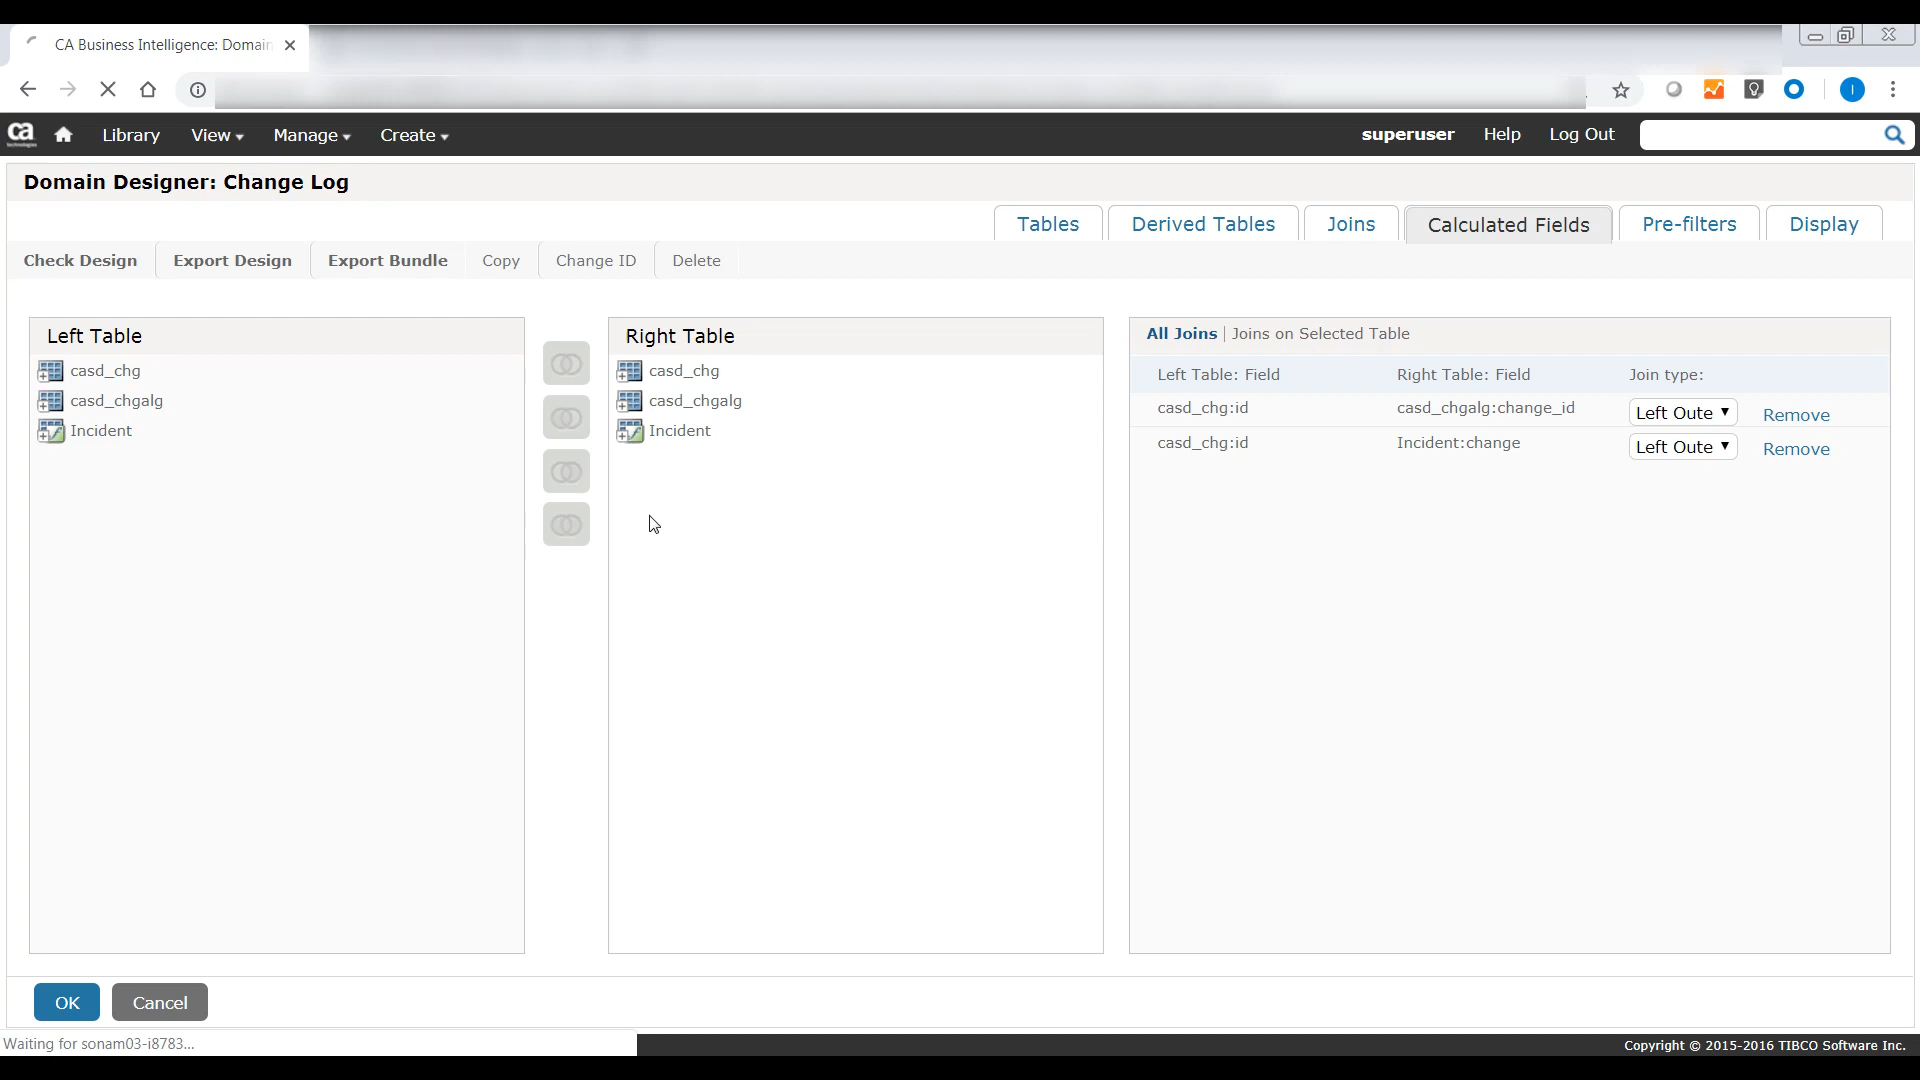 CA Business Intelligence: Domain
ca
Library View Manage Create superuser Help Log Out
Domain Designer: Change Log
Tables Derived Tables Joins Calculated Fields Pre-filters Display
Check Design Export Design Export Bundle Copy Change ID Delete
Left Table
casd_chg
casd_chgalg
Incident
Right Table
casd_chg
casd_chgalg
Incident
All Joins | Joins on Selected Table
Left Table: Field Right Table: Field Join type:
casd_chg:id casd_chgalg:change_id Left Oute Remove
casd_chg:id Incident:change Left Oute Remove
OK Cancel
Waiting for sonam03-i8783...
Copyright © 2015-2016 TIBCO Software Inc.